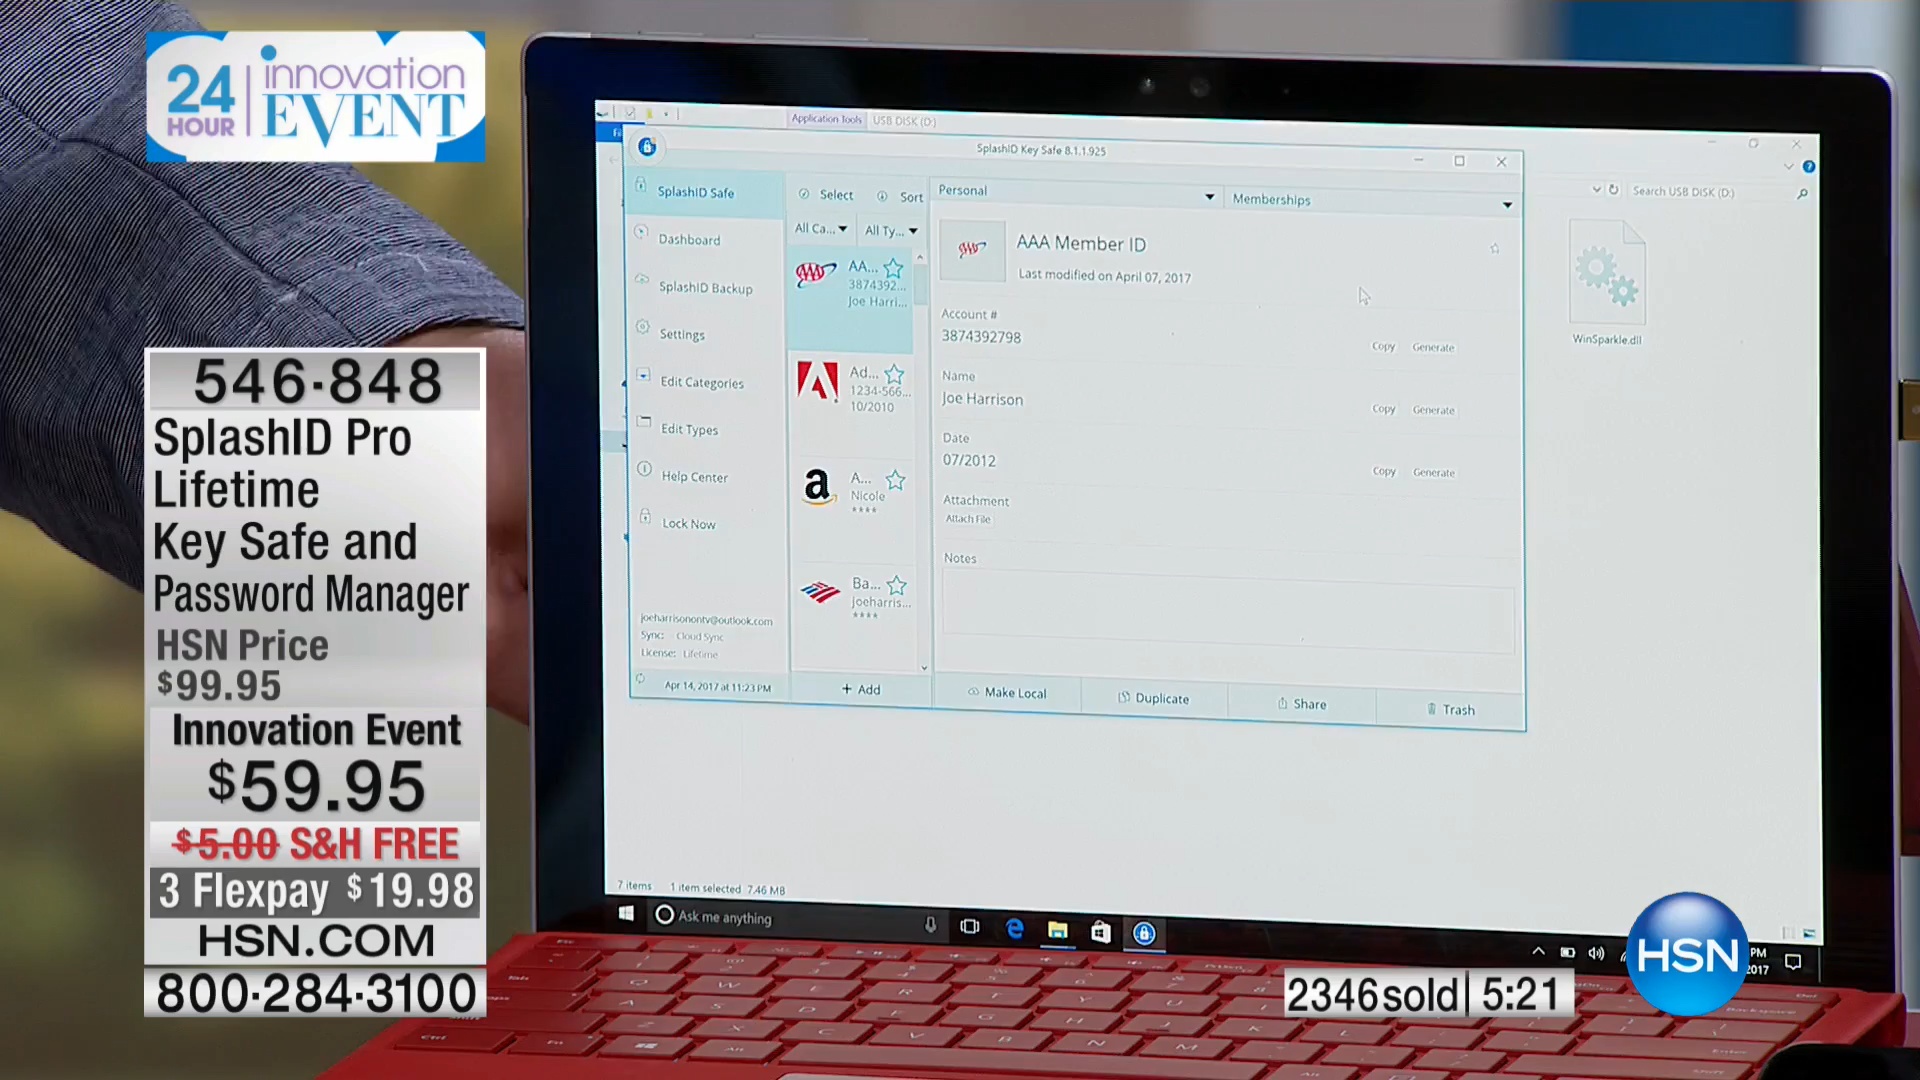 24
HOUR
innovation
EVENT
546-848
SplashID Pro
Lifetime
Key Safe and
Password Manager
HSN Price
$99.95
Innovation Event
$59.95
$5.00 S&H FREE
3 Flexpay $19.98
HSN.COM
800-284-3100
Application Tools
USB DISK (D:)
SplashID Key Safe 8.1.1.925
Search USB DISK (D:)
SplashID Safe
Dashboard
SplashID Backup
Settings
Edit Categories
Edit Types
Help Center
Lock Now
joeharrisonontv@outlook.com
Sync: Cloud Sync
License: Lifetime
Apr 14, 2017 at 11:23 PM
Select
Sort
All Ca...
All Ty...
AA...
3874392...
Joe Harri...
Ad...
1234-566...
10/2010
a
A...
Nicole
****
Ba...
joeharris...
****
+ Add
Personal
Memberships
AAA
AAA Member ID
Last modified on April 07, 2017
Account #
3874392798
Copy Generate
Name
Joe Harrison
Copy Generate
Date
07/2012
Copy Generate
Attachment
Attach File
Notes
Make Local
Duplicate
Share
Trash
WinSparkle.dll
7 items
1 item selected 7.46 MB
Ask me anything
PM
2017
HSN
2346 sold | 5:21